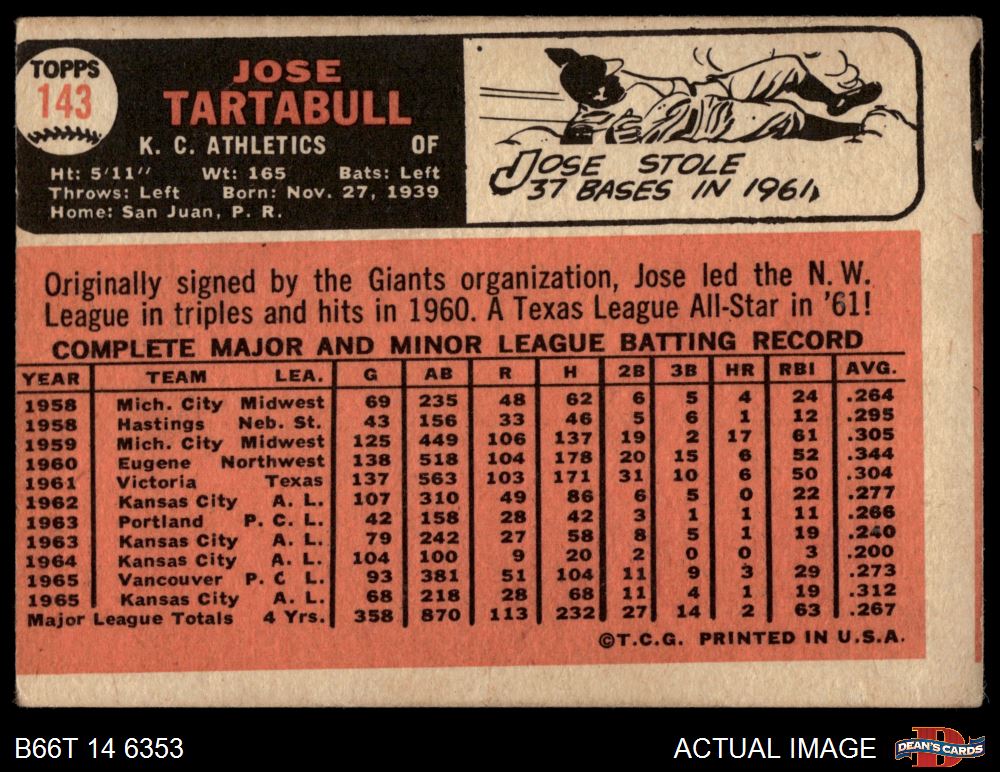 TOPPS
143
JOSE
TARTABULL
K. C. ATHLETICS OF
Ht: 5'11" Wt: 165 Bats: Left
Throws: Left Born: Nov. 27, 1939
Home: San Juan, P. R.
JOSE STOLE
37 BASES IN 1961,
Originally signed by the Giants organization, Jose led the N. W.
League in triples and hits in 1960. A Texas League All-Star in '61!
COMPLETE MAJOR AND MINOR LEAGUE BATTING RECORD
YEAR TEAM LEA. G AB R H 2B 3B HR RBI AVG.
1958 Mich. City Midwest 69 235 48 62 6 5 4 24 .264
1958 Hastings Neb. St. 43 156 33 46 5 6 1 12 .295
1959 Mich. City Midwest 125 449 106 137 19 2 17 61 .305
1960 Eugene Northwest 138 518 104 178 20 15 6 52 .344
1961 Victoria Texas 137 563 103 171 31 10 6 50 .304
1962 Kansas City A. L. 107 310 49 86 6 5 0 22 .277
1963 Portland P. C. L. 42 158 28 42 3 1 1 11 .266
1963 Kansas City A. L. 79 242 27 58 8 5 1 19 .240
1964 Kansas City A. L. 104 100 9 20 2 0 0 3 .200
1965 Vancouver P. C L. 93 381 51 104 11 9 3 29 .273
1965 Kansas City A. L. 68 218 28 68 11 4 1 19 .312
Major League Totals 4 Yrs. 358 870 113 232 27 14 2 63 .267
©T.C.G. PRINTED IN U.S.A.
B66T 14 6353
ACTUAL IMAGE
D
DEAN'S CARDS